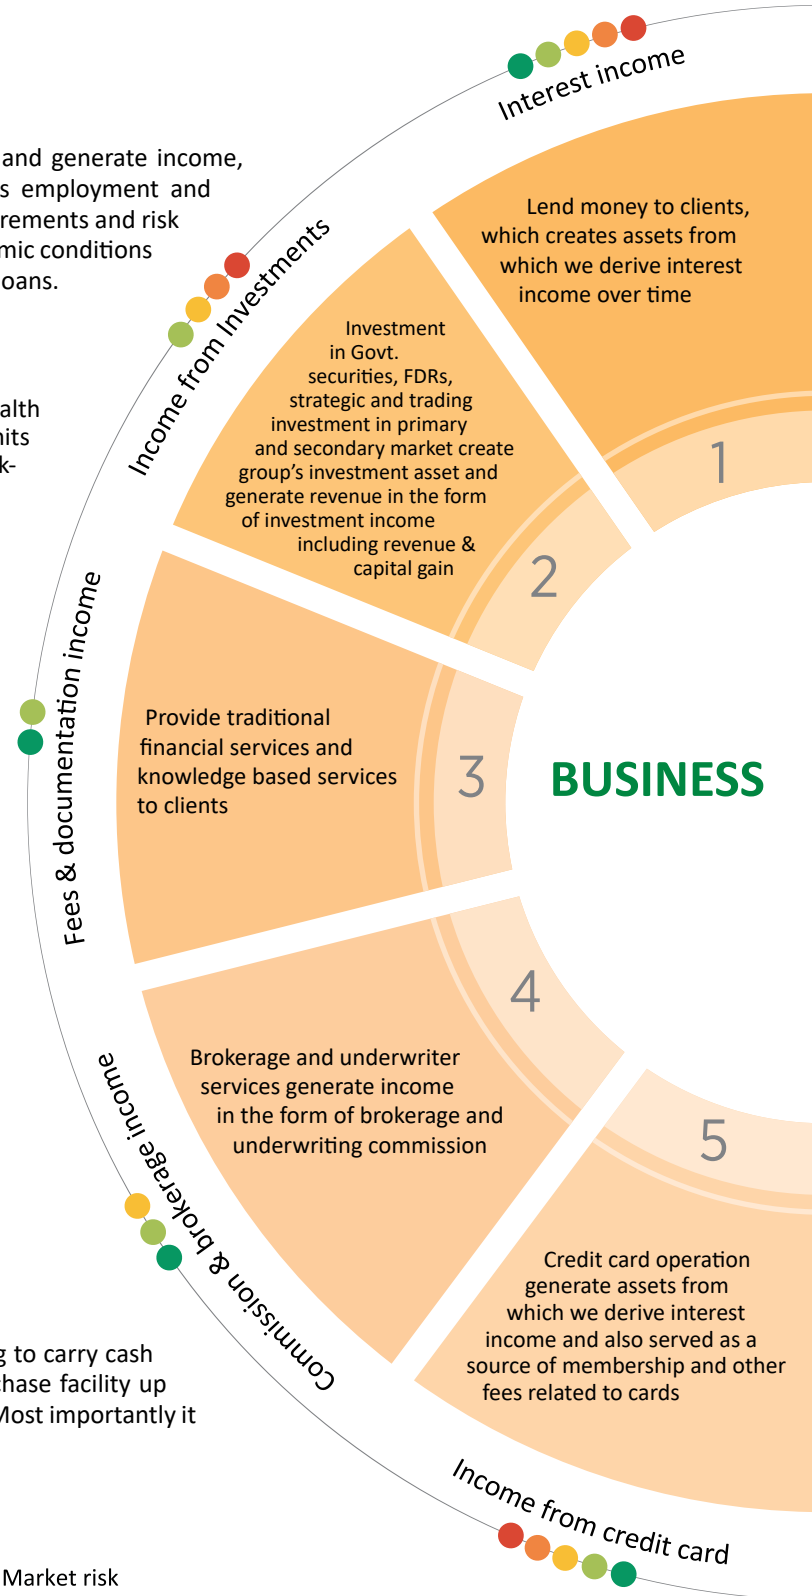 Interest income
and generate income,
s employment and
rements and risk
mic conditions
oans.
Lend money to clients,
which creates assets from
which we derive interest
income over time
1
Income from Investments
Investment
in Govt.
securities, FDRs,
strategic and trading
investment in primary
and secondary market create
group's investment asset and
generate revenue in the form
of investment income
including revenue &
capital gain
2
alth
nits
k-
Fees & documentation income
Provide traditional
financial services and
knowledge based services
to clients
3
BUSINESS
4
Commission & brokerage income
Brokerage and underwriter
services generate income
in the form of brokerage and
underwriting commission
5
Credit card operation
generate assets from
which we derive interest
income and also served as a
source of membership and other
fees related to cards
g to carry cash
chase facility up
Most importantly it
Income from credit card
Market risk